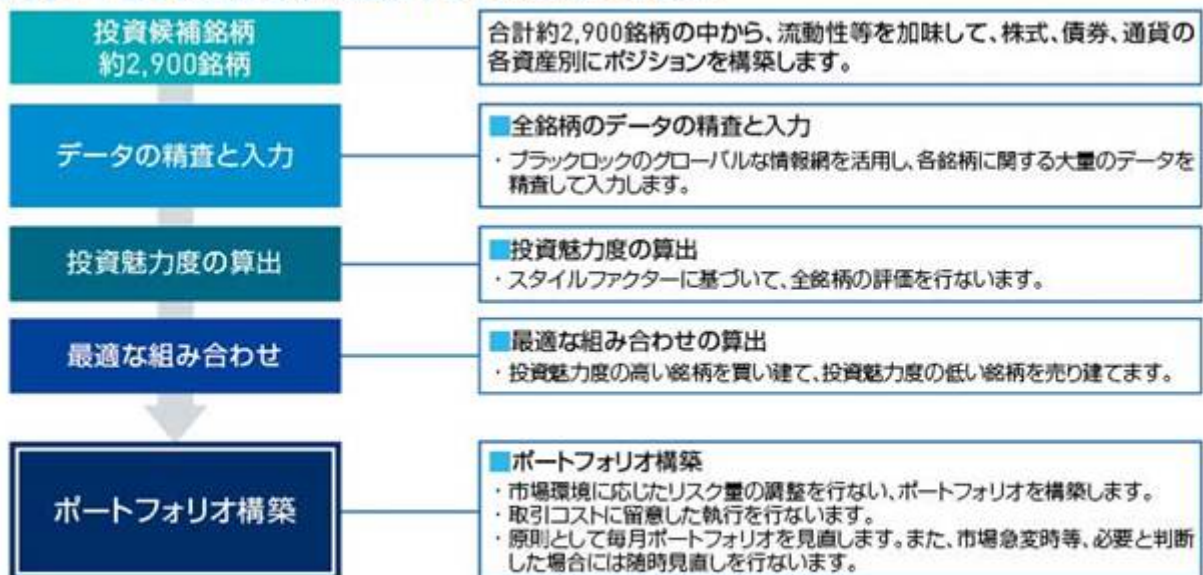 投資候補銘柄
約2,900銘柄
合計約2,900銘柄の中から、流動性等を加味して、株式、債券、通貨の
各資産別にポジションを構築します。
データの精査と入力
■全銘柄のデータの精査と入力
・ブラックロックのグローバルな情報網を活用し、各銘柄に関する大量のデータを
精査して入力します。
投資魅力度の算出
■投資魅力度の算出
・スタイルファクターに基づいて、全銘柄の評価を行ないます。
最適な組み合わせ
■最適な組み合わせの算出
・投資魅力度の高い銘柄を買い建て、投資魅力度の低い銘柄を売り建てます。
ポートフォリオ構築
■ポートフォリオ構築
・市場環境に応じたリスク量の調整を行ない、ポートフォリオを構築します。
・取引コストに留意した執行を行ないます。
・原則として毎月ポートフォリオを見直します。また、市場急変時等、必要と判断
した場合には随時見直しを行ないます。